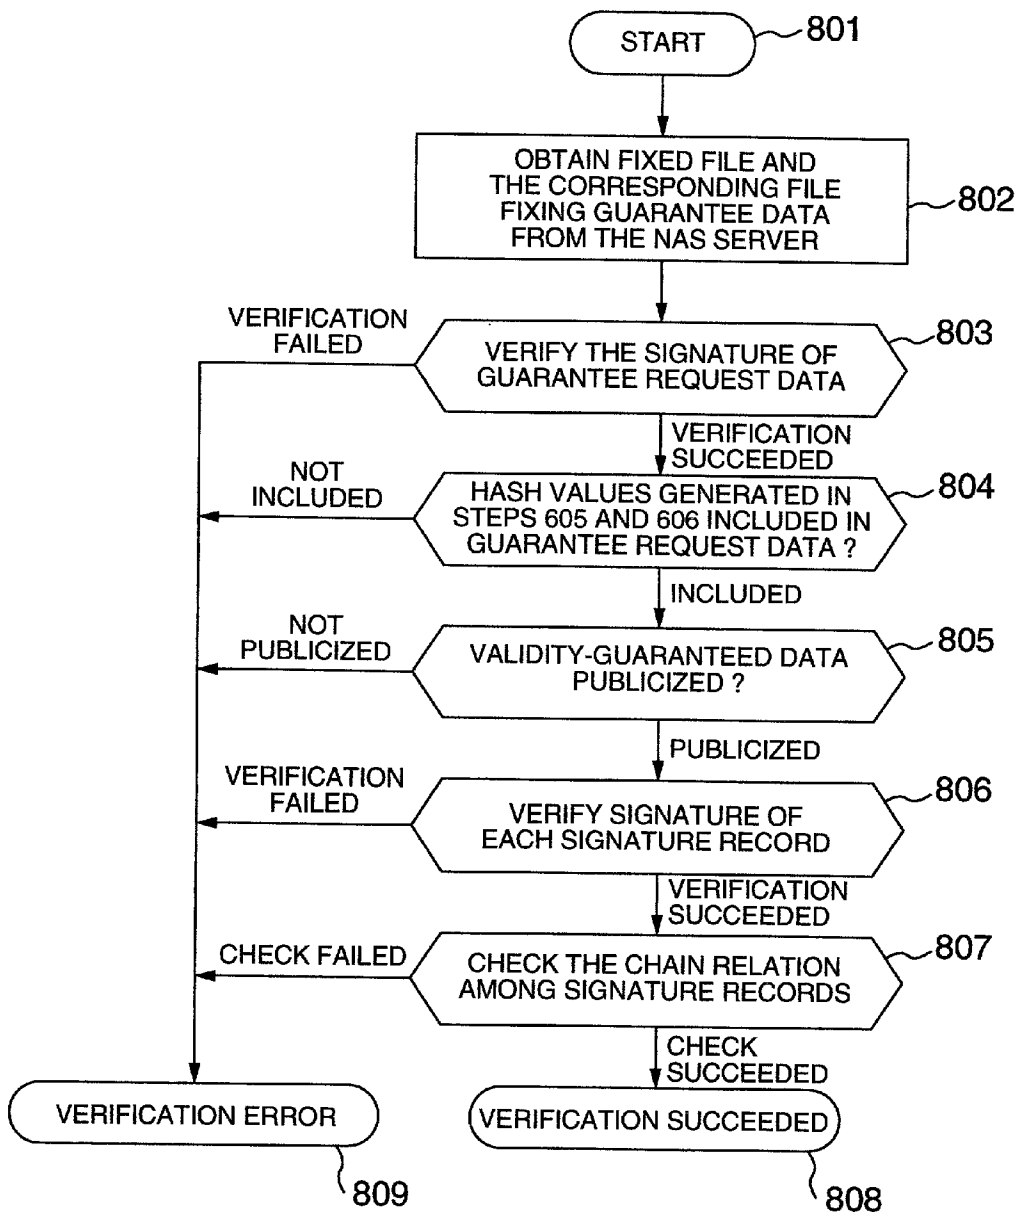 START
801
OBTAIN FIXED FILE AND
THE CORRESPONDING FILE
FIXING GUARANTEE DATA
FROM THE NAS SERVER
802
VERIFICATION
FAILED
VERIFY THE SIGNATURE OF
GUARANTEE REQUEST DATA
803
VERIFICATION
SUCCEEDED
NOT
INCLUDED
HASH VALUES GENERATED IN
STEPS 605 AND 606 INCLUDED IN
GUARANTEE REQUEST DATA ?
804
INCLUDED
NOT
PUBLICIZED
VALIDITY-GUARANTEED DATA
PUBLICIZED ?
805
PUBLICIZED
VERIFICATION
FAILED
VERIFY SIGNATURE OF
EACH SIGNATURE RECORD
806
VERIFICATION
SUCCEEDED
CHECK FAILED
CHECK THE CHAIN RELATION
AMONG SIGNATURE RECORDS
807
CHECK
SUCCEEDED
VERIFICATION ERROR
VERIFICATION SUCCEEDED
809
808